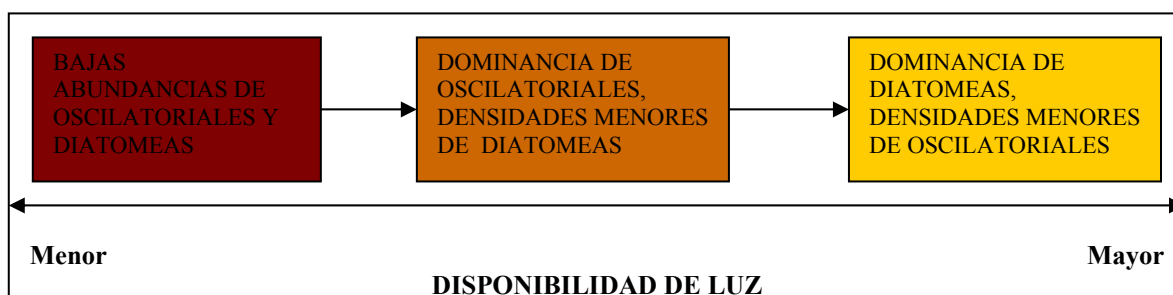 BAJAS
ABUNDANCIAS DE
OSCILATORIALES Y
DIATOMEAS
DOMINANCIA DE
OSCILATORIALES,
DENSIDADES MENORES
DE DIATOMEAS
DOMINANCIA DE
DIATOMEAS,
DENSIDADES MENORES
DE OSCILATORIALES
Menor
Mayor
DISPONIBILIDAD DE LUZ